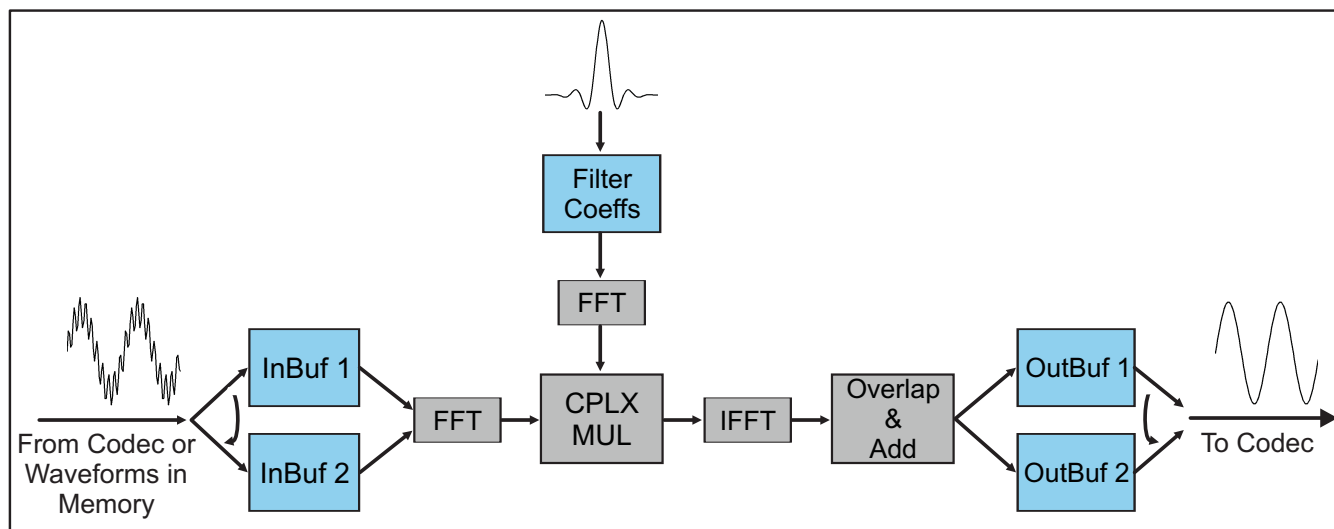 Filter
Coeffs
FFT
InBuf 1
InBuf 2
From Codec or
Waveforms in
Memory
FFT
CPLX
MUL
IFFT
Overlap
&
Add
OutBuf 1
OutBuf 2
To Codec